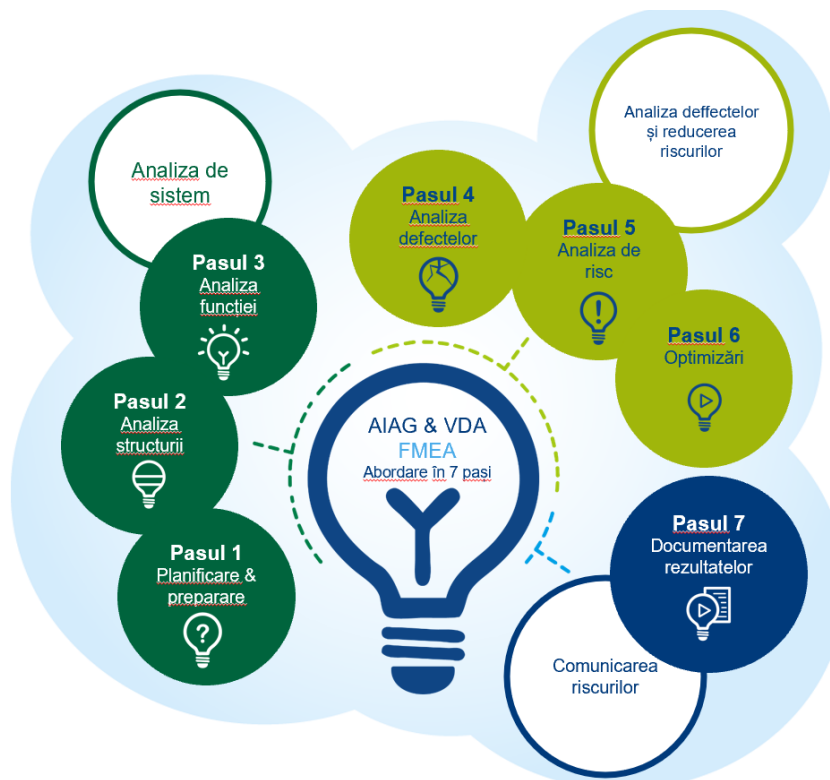 Analiza de
sistem
Pasul 3
Analiza
funcției
Pasul 2
Analiza
structurii
Pasul 1
Planificare &
preparare
?
AIAG & VDA
FMEA
Abordare în 7 pași
Pasul 4
Analiza
defectelor
Analiza deffectelor
și reducerea
riscurilor
Pasul 5
Analiza de
risc
!
Pasul 6
Optimizări
Pasul 7
Documentarea
rezultatelor
Comunicarea
riscurilor